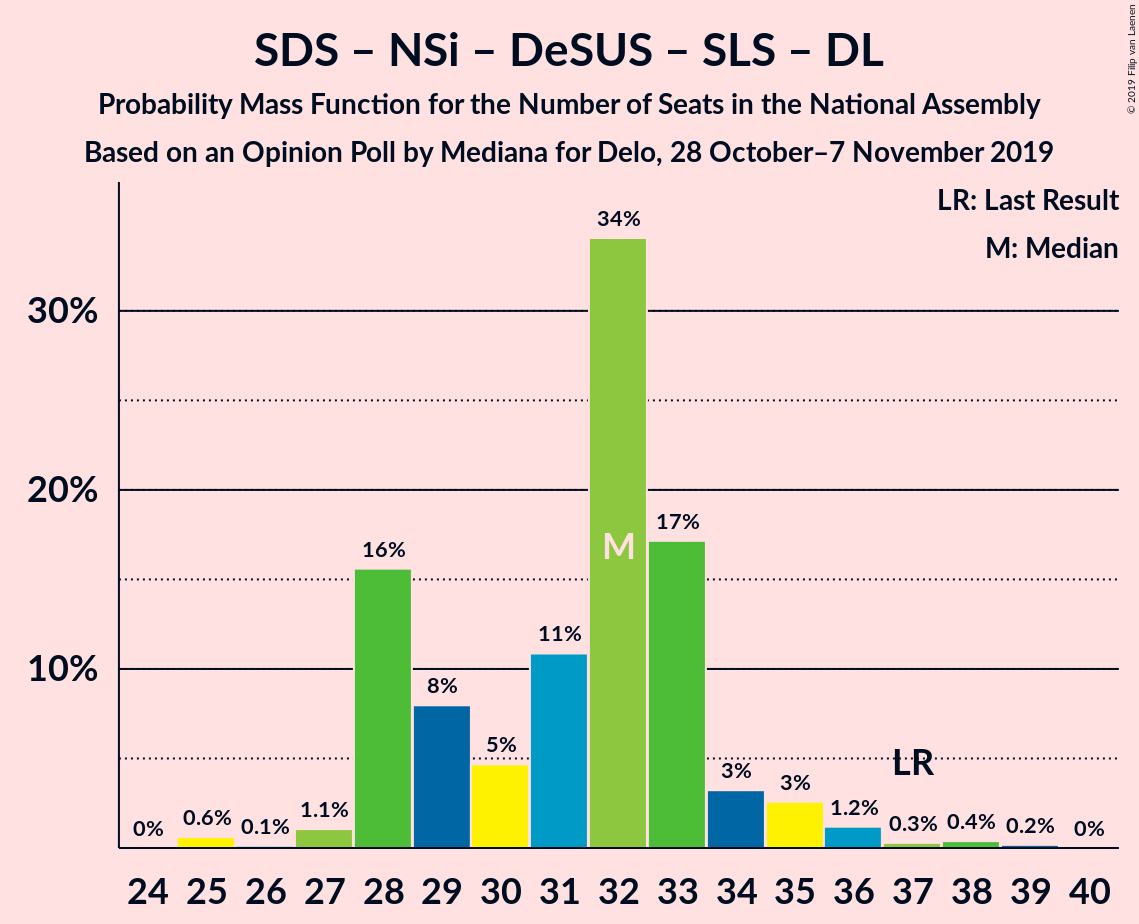 SDS – NSi – DeSUS – SLS – DL
Probability Mass Function for the Number of Seats in the National Assembly
Based on an Opinion Poll by Mediana for Delo, 28 October–7 November 2019
© 2019 Filip van Laenen
LR: Last Result
M: Median
30%
20%
10%
0%
0.6%
0.1%
1.1%
16%
8%
5%
11%
34%
17%
3%
3%
1.2%
0.3%
0.4%
0.2%
0%
M
LR
24 25 26 27 28 29 30 31 32 33 34 35 36 37 38 39 40